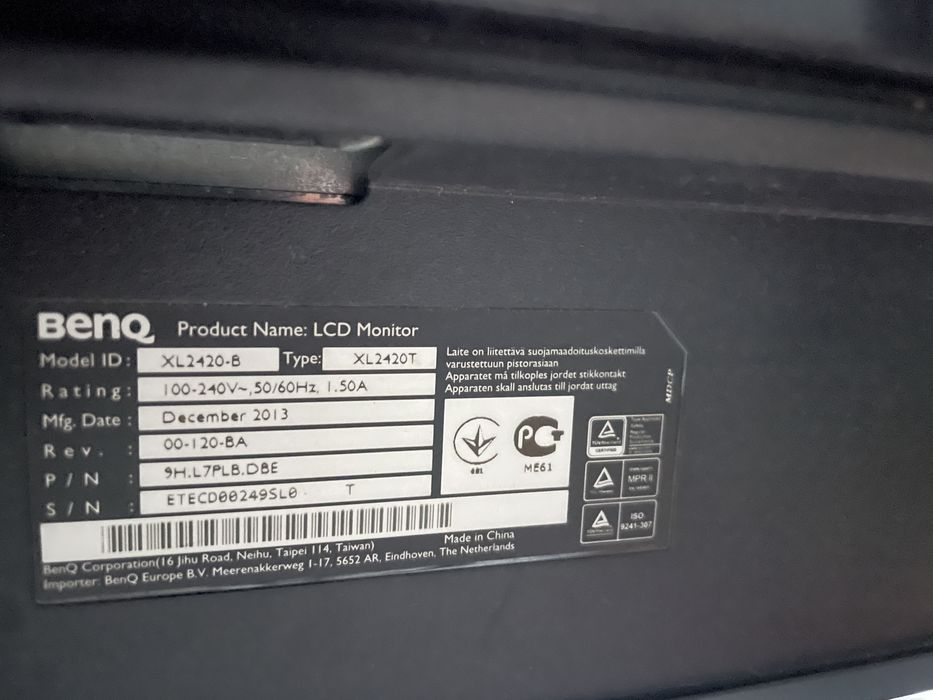 BenQ Product Name: LCD Monitor
Model ID: XL2420-B Type: XL2420T
Rating: 100-240V~,50/60Hz, 1.50A
Mfg. Date: December 2013
Rev. : 00-120-BA
P/N : 9H.L7PLB.DBE
S/N : ETECD00249SL0 T
Laite on liitettävä suojamaadoituskoskettimilla
varustettuun pistorasiaan
Apparatet må tilkoples jordet stikkontakt
Apparaten skall anslutas till jordat uttag
MDCP
001
PG
ME61
MPR II
ISO
9241-307
Made in China
BenQ Corporation(16 Jihu Road, Neihu, Taipei 114, Taiwan)
Importer: BenQ Europe B.V. Meerenakkerweg 1-17, 5652 AR, Eindhoven, The Netherlands